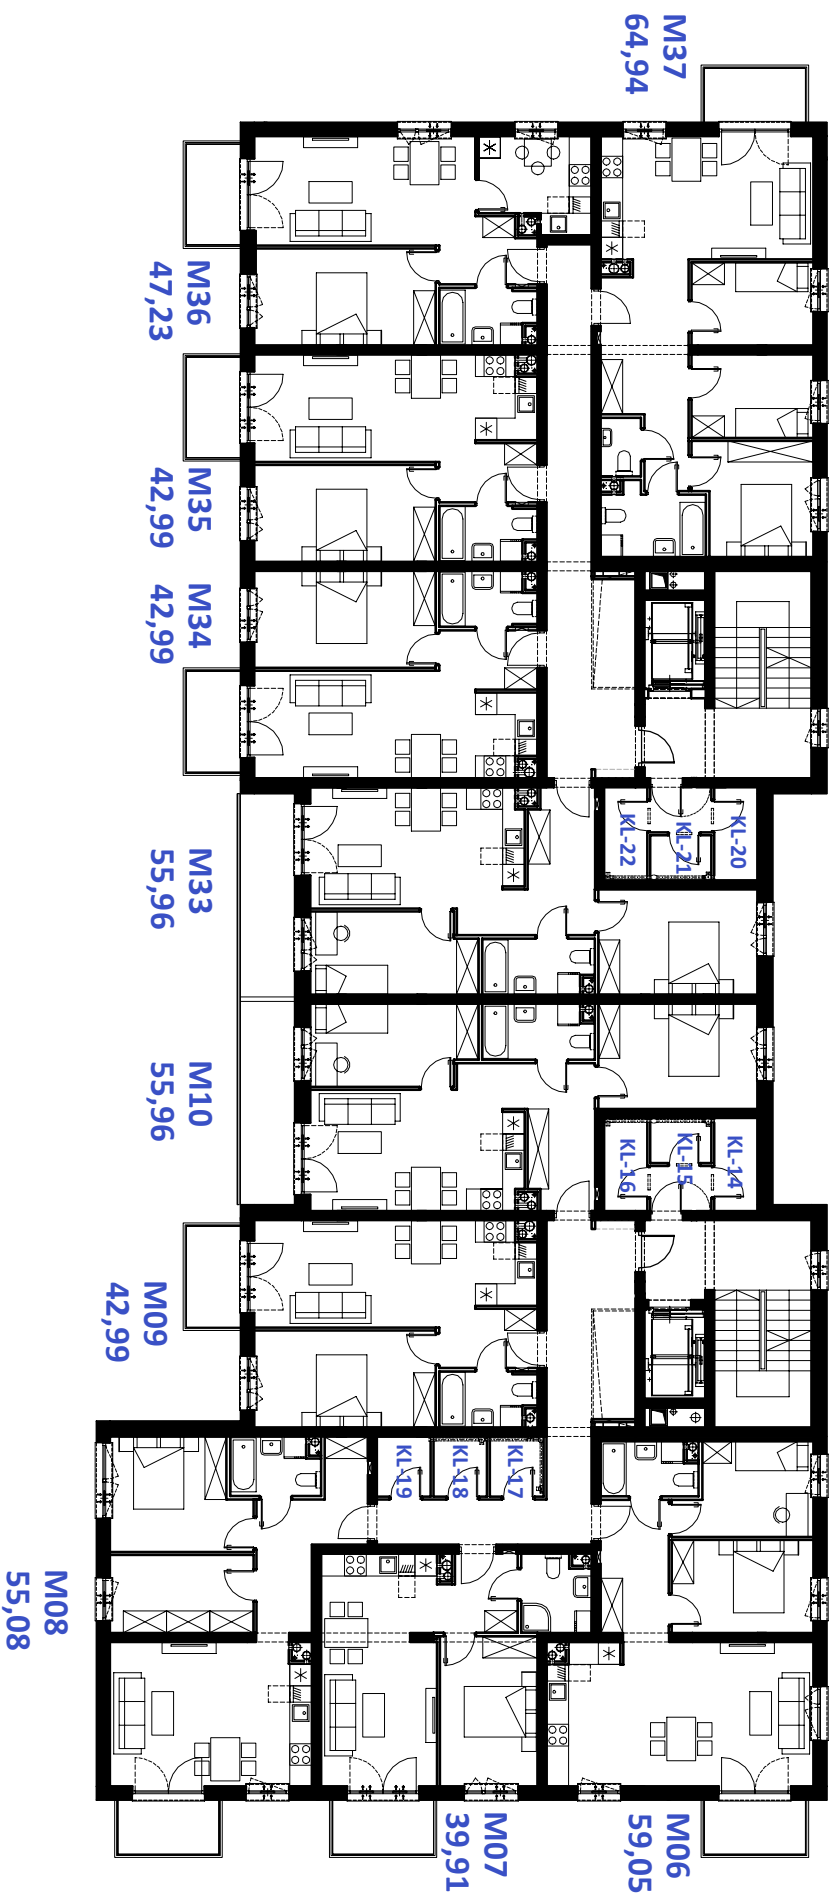 M37
64,94
M36
47,23
M35
42,99
M34
42,99
M33
55,96
KL-20
KL-21
KL-22
M10
55,96
KL-14
KL-15
KL-16
M09
42,99
KL-17
KL-18
KL-19
M08
55,08
M07
39,91
M06
59,05